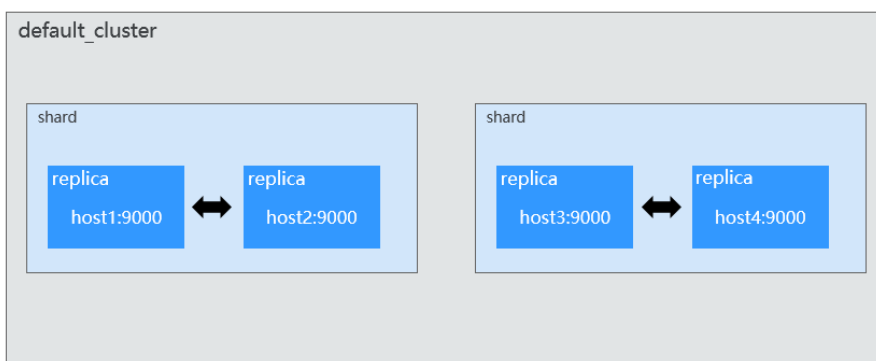 default_cluster
shard
replica
host1:9000
replica
host2:9000
shard
replica
host3:9000
replica
host4:9000